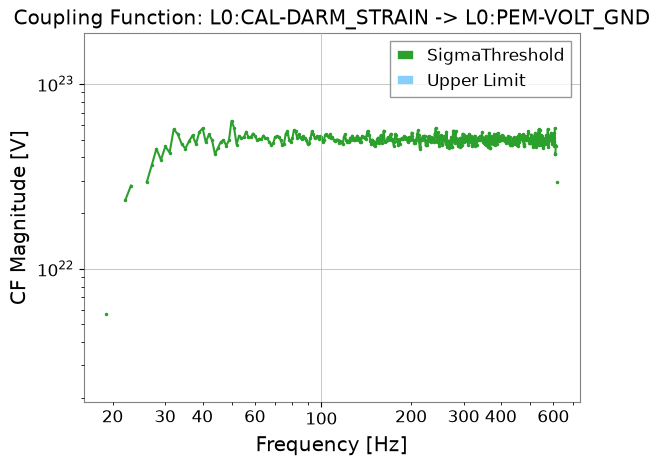 Coupling Function: L0:CAL-DARM_STRAIN -> L0:PEM-VOLT_GND
SigmaThreshold
Upper Limit
CF Magnitude [V]
10^23
10^22
20 30 40 60 100 200 300 400 600
Frequency [Hz]